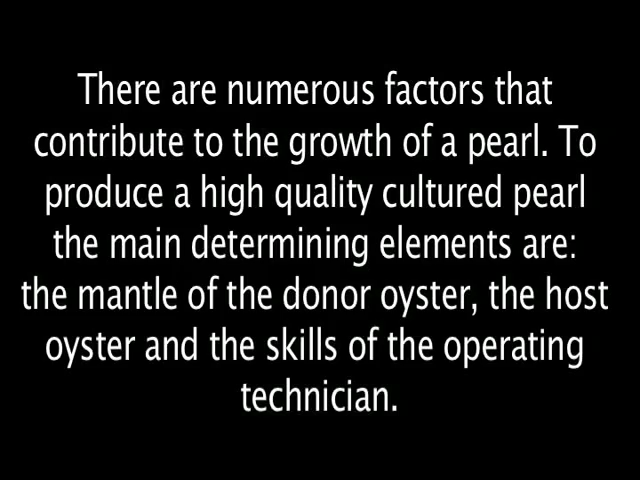 There are numerous factors that
contribute to the growth of a pearl. To
produce a high quality cultured pearl
the main determining elements are:
the mantle of the donor oyster, the host
oyster and the skills of the operating
technician.